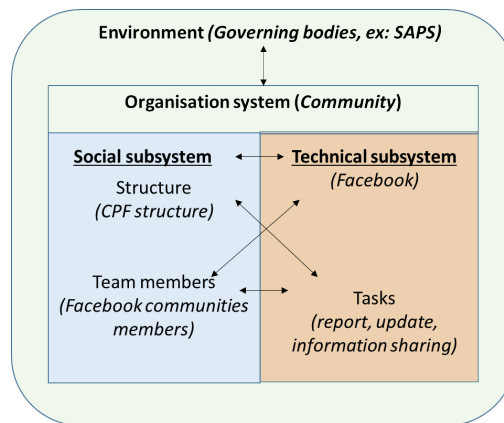 Environment (Governing bodies, ex: SAPS)
Organisation system (Community)
Social subsystem
Structure
(CPF structure)
Team members
(Facebook communities
members)
Technical subsystem
(Facebook)
Tasks
(report, update,
information sharing)